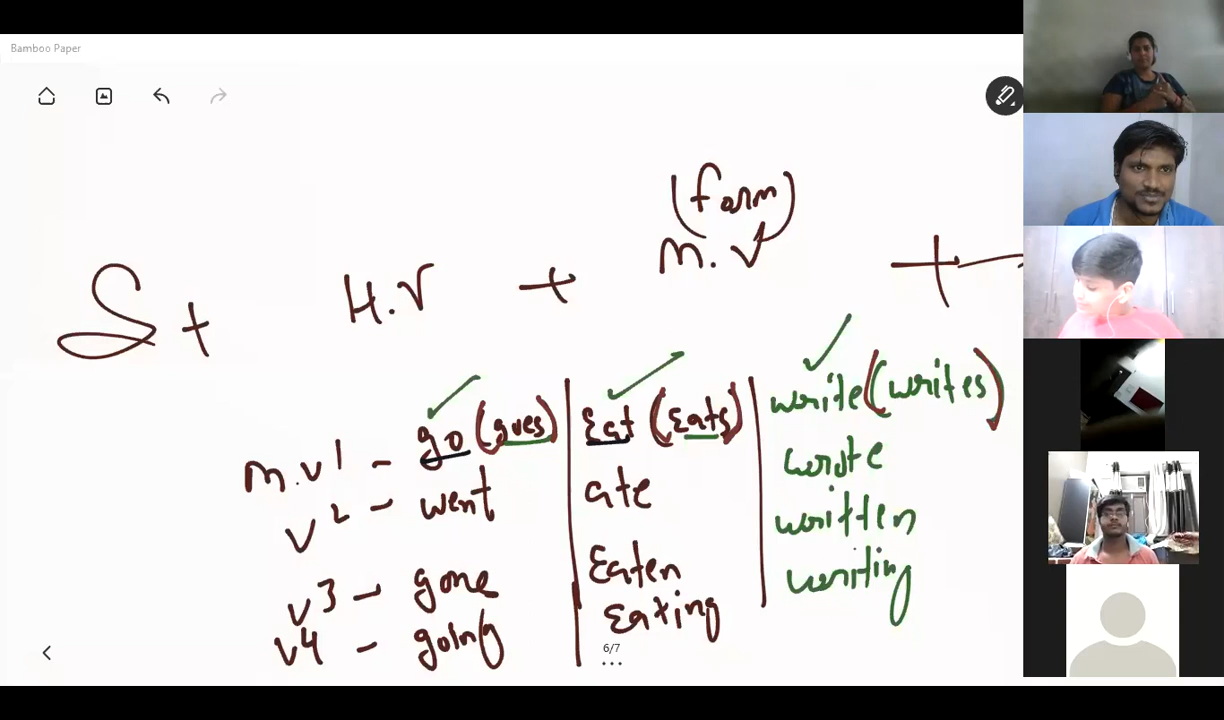 Bamboo Paper
(form)
S + H.V + M.V +
M.V1 - go (goes) | Eat (Eats) | write (writes)
V2 - went | ate | wrote
V3 - gone | Eaten | written
V4 - going | Eating | writing
6/7